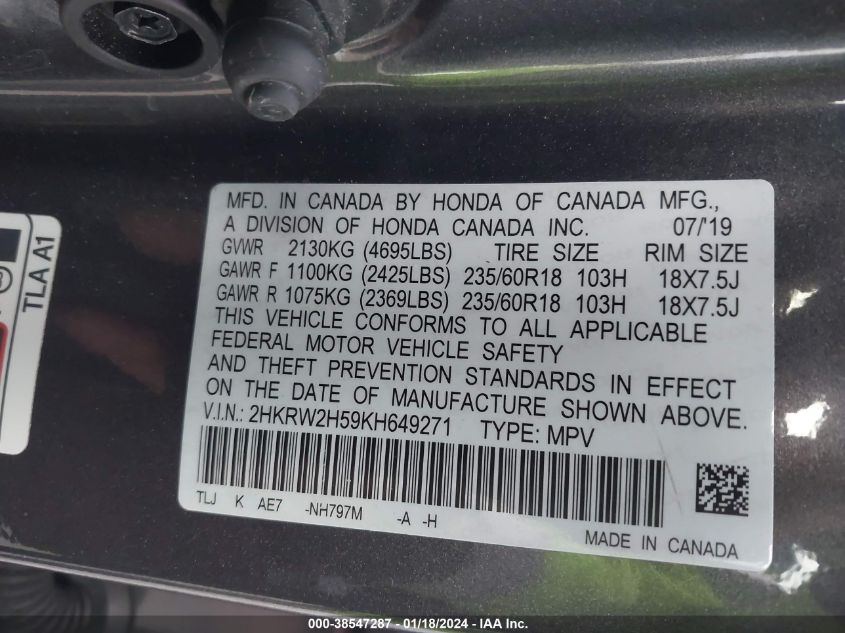 MFD. IN CANADA BY HONDA OF CANADA MFG.,
A DIVISION OF HONDA CANADA INC. 07/'19
GVWR 2130KG (4695LBS) TIRE SIZE RIM SIZE
GAWR F 1100KG (2425LBS) 235/60R18 103H 18X7.5J
GAWR R 1075KG (2369LBS) 235/60R18 103H 18X7.5J
THIS VEHICLE CONFORMS TO ALL APPLICABLE
FEDERAL MOTOR VEHICLE SAFETY
AND THEFT PREVENTION STANDARDS IN EFFECT
ON THE DATE OF MANUFACTURE SHOWN ABOVE.
V.I.N.: 2HKRW2H59KH649271 TYPE: MPV
TLJ K AE7 -NH797M -A -H
MADE IN CANADA
TLA A1
000-38547287 - 01/18/2024 - IAA Inc.